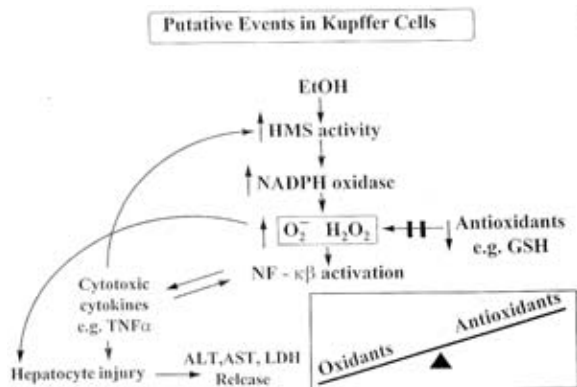 Putative Events in Kupffer Cells
EtOH
HMS activity
NADPH oxidase
O₂⁻ H₂O₂
Antioxidants
e.g. GSH
NF - κβ activation
Cytotoxic
cytokines
e.g. TNFα
Hepatocyte injury
ALT,AST, LDH
Release
Oxidants
Antioxidants